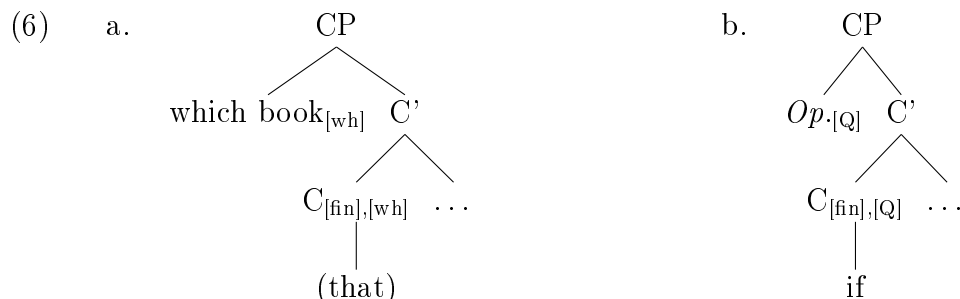 (6) a. CP b. CP
which book[wh] C' Op.[Q] C'
C[fin],[wh] ... C[fin],[Q] ...
(that) if